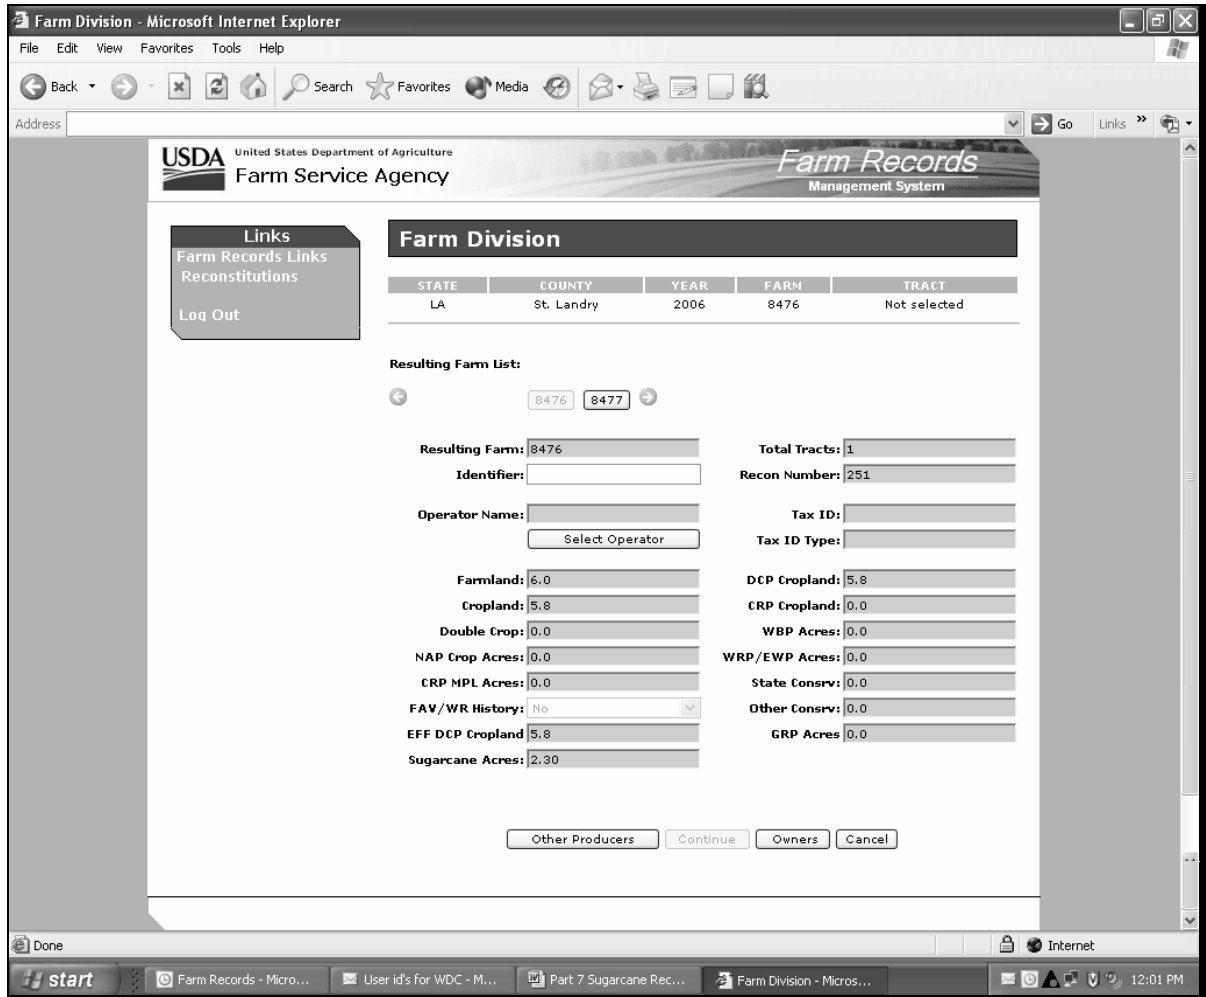 Farm Division - Microsoft Internet Explorer
File Edit View Favorites Tools Help
Back Search Favorites Media
Address Go Links »
USDA United States Department of Agriculture
Farm Service Agency
Farm Records
Management System
Links
Farm Records Links
Reconstitutions
Log Out
Farm Division
STATE COUNTY YEAR FARM TRACT
LA St. Landry 2006 8476 Not selected
Resulting Farm List:
8476 8477
Resulting Farm: 8476 Total Tracts: 1
Identifier: Recon Number: 251
Operator Name: Tax ID:
Select Operator Tax ID Type:
Farmland: 6.0 DCP Cropland: 5.8
Cropland: 5.8 CRP Cropland: 0.0
Double Crop: 0.0 WBP Acres: 0.0
NAP Crop Acres: 0.0 WRP/EWP Acres: 0.0
CRP MPL Acres: 0.0 State Consrv: 0.0
FAV/WR History: No Other Consrv: 0.0
EFF DCP Cropland 5.8 GRP Acres 0.0
Sugarcane Acres: 2.30
Other Producers Continue Owners Cancel
Done Internet
start Farm Records - Micro... User id's for WDC - M... Part 7 Sugarcane Rec... Farm Division - Micros... 12:01 PM